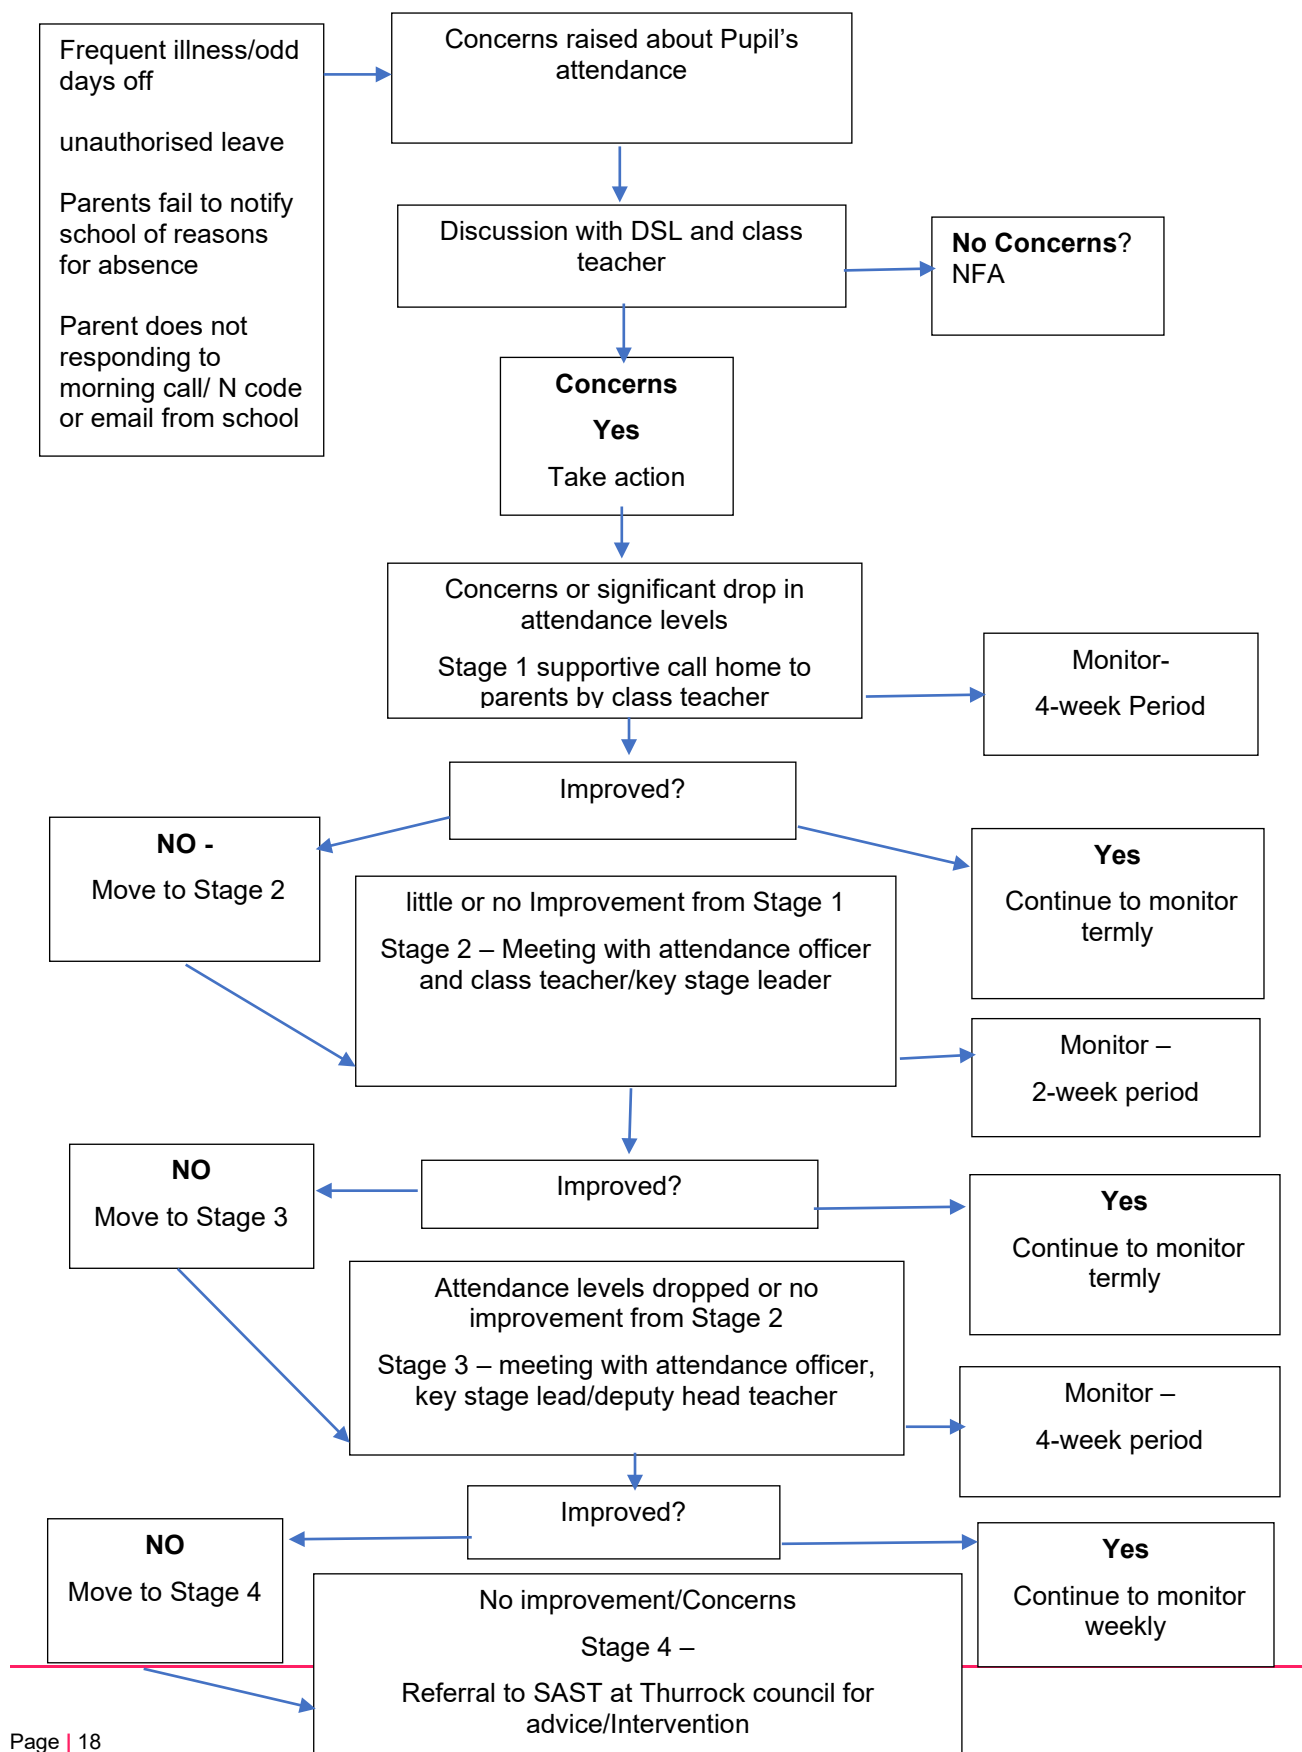 Frequent illness/odd
days off
unauthorised leave
Parents fail to notify
school of reasons
for absence
Parent does not
responding to
morning call/ N code
or email from school
Concerns raised about Pupil’s
attendance
Discussion with DSL and class
teacher
No Concerns?
NFA
Concerns
Yes
Take action
Concerns or significant drop in
attendance levels
Stage 1 supportive call home to
parents by class teacher
Monitor-
4-week Period
Improved?
NO -
Move to Stage 2
Yes
Continue to monitor
termly
little or no Improvement from Stage 1
Stage 2 – Meeting with attendance officer
and class teacher/key stage leader
Monitor –
2-week period
Improved?
NO
Move to Stage 3
Yes
Continue to monitor
termly
Attendance levels dropped or no
improvement from Stage 2
Stage 3 – meeting with attendance officer,
key stage lead/deputy head teacher
Monitor –
4-week period
Improved?
NO
Move to Stage 4
Yes
Continue to monitor
weekly
No improvement/Concerns
Stage 4 –
Referral to SAST at Thurrock council for
advice/Intervention
Page | 18